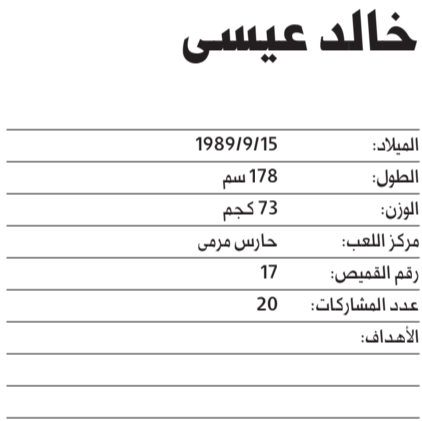 خالد عيسى
الميلاد: 1989/9/15
الطول: 178 سم
الوزن: 73 كجم
مركز اللعب: حارس مرمى
رقم القميص: 17
عدد المشاركات: 20
الأهداف: